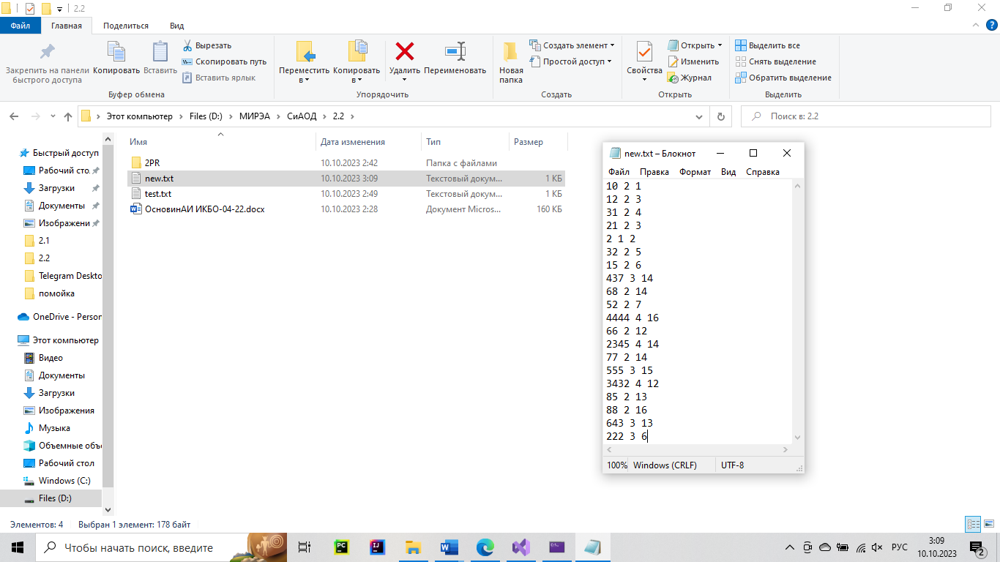 2.2
Файл Главная Поделиться Вид
Закрепить на панели быстрого доступа
Копировать
Вставить
Вырезать
Скопировать путь
Вставить ярлык
Буфер обмена
Переместить в
Копировать в
Удалить
Переименовать
Упорядочить
Новая папка
Создать элемент
Простой доступ
Создать
Свойства
Открыть
Изменить
Журнал
Открыть
Выделить все
Снять выделение
Обратить выделение
Выделить
Этот компьютер > Files (D:) > МИРЭА > СиАОД > 2.2 >
Поиск в: 2.2
Быстрый доступ
Рабочий сто.
Загрузки
Документы
Изображени
2.1
2.2
Telegram Deskto
помойка
OneDrive - Person
Этот компьютер
Видео
Документы
Загрузки
Изображения
Музыка
Объемные объ
Рабочий стол
Windows (C:)
Files (D:)
Имя Дата изменения Тип Размер
2PR 10.10.2023 2:42 Папка с файлами
new.txt 10.10.2023 3:09 Текстовый докум... 1 КБ
test.txt 10.10.2023 2:49 Текстовый докум... 1 КБ
ОсновинАИ ИКБО-04-22.docx 10.10.2023 2:28 Документ Micros... 160 КБ
new.txt – Блокнот
Файл Правка Формат Вид Справка
10 2 1
12 2 3
31 2 4
21 2 3
2 1 2
32 2 5
15 2 6
437 3 14
68 2 14
52 2 7
4444 4 16
66 2 12
2345 4 14
77 2 14
555 3 15
3432 4 12
85 2 13
88 2 16
643 3 13
222 3 6
100% Windows (CRLF) UTF-8
Элементов: 4 Выбран 1 элемент: 178 байт
Чтобы начать поиск, введите
РУС
3:09
10.10.2023
2